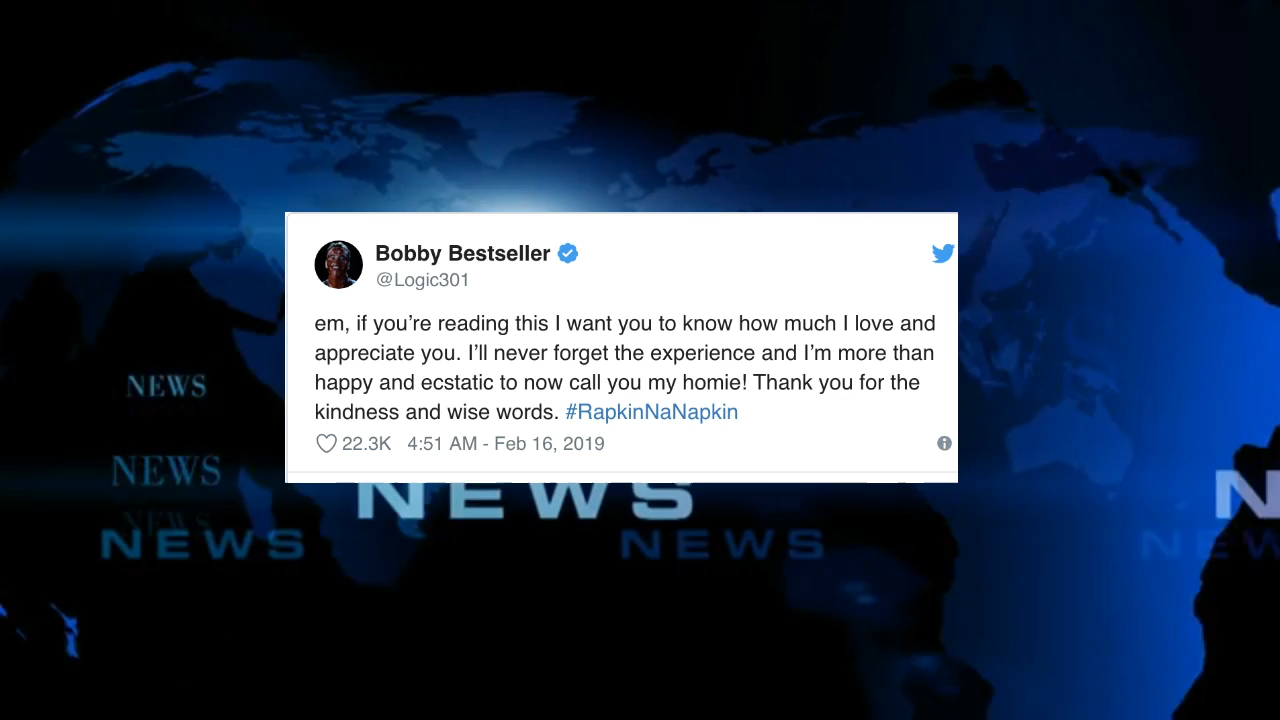 Bobby Bestseller
@Logic301
em, if you’re reading this I want you to know how much I love and
appreciate you. I’ll never forget the experience and I’m more than
happy and ecstatic to now call you my homie! Thank you for the
kindness and wise words. #RapkinNaNapkin
22.3K 4:51 AM - Feb 16, 2019
NEWS
NEWS
NEWS
NEWS
NEWS
NEWS
N
NEW